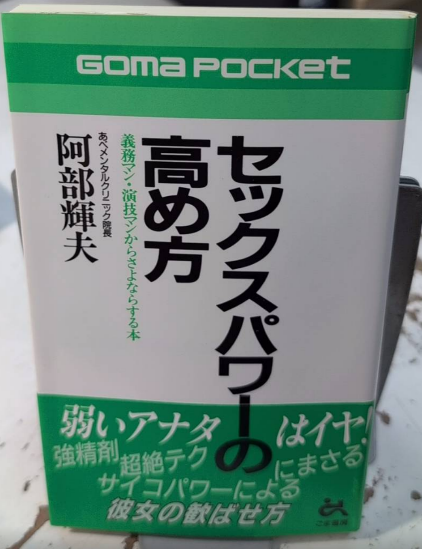 GOMA POCKET
セックスパワーの
高め方
義務マン・演技マンからさよならする本
あべメンタルクリニック院長
阿部輝夫
弱いアナタはイヤ!
強精剤
超絶テク
にまさる
サイコパワーによる
彼女の歓ばせ方
ごま書房